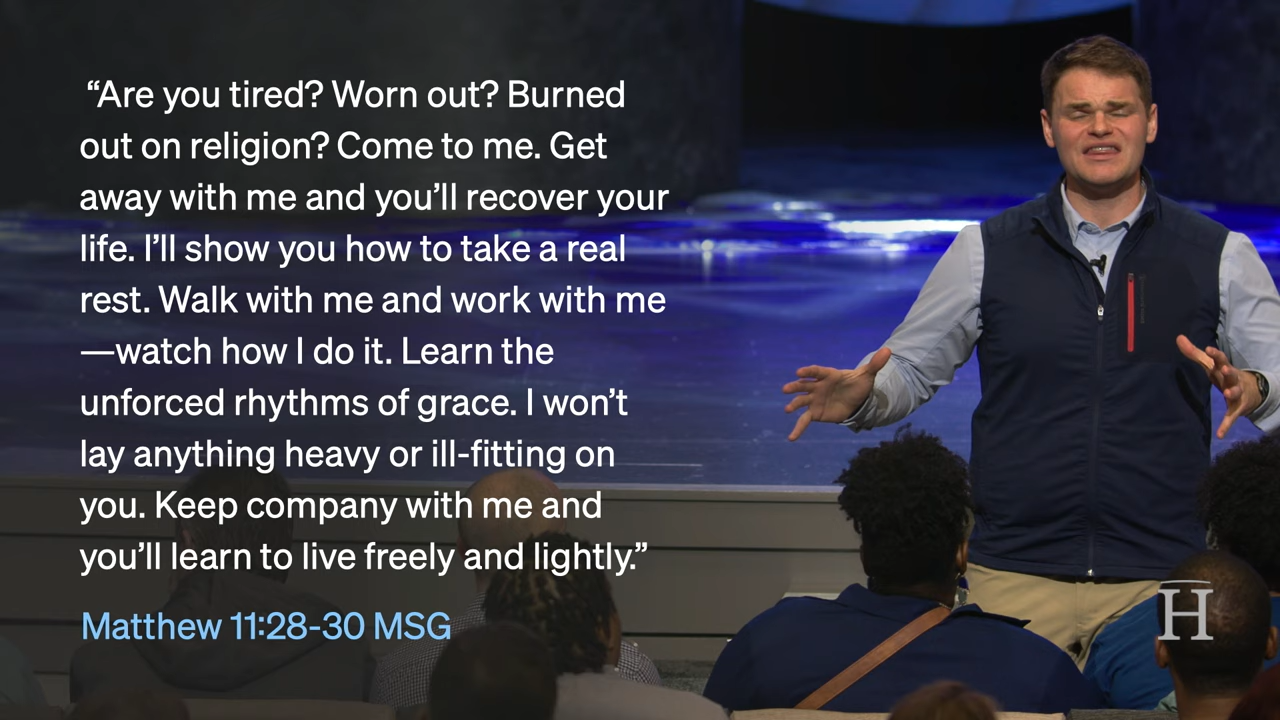 “Are you tired? Worn out? Burned
out on religion? Come to me. Get
away with me and you’ll recover your
life. I’ll show you how to take a real
rest. Walk with me and work with me
—watch how I do it. Learn the
unforced rhythms of grace. I won’t
lay anything heavy or ill-fitting on
you. Keep company with me and
you’ll learn to live freely and lightly.”
Matthew 11:28-30 MSG
H